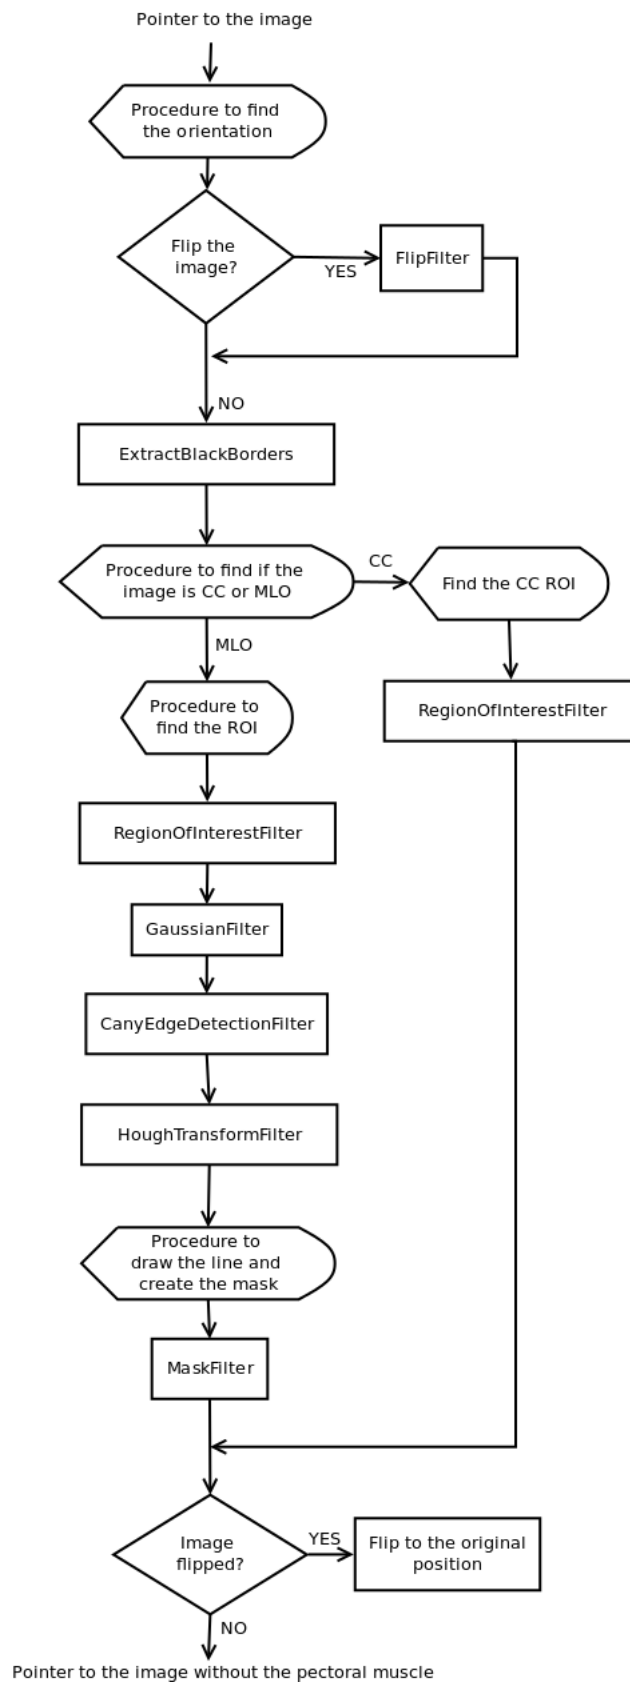 Pointer to the image
Procedure to find
the orientation
Flip the
image?
YES
FlipFilter
NO
ExtractBlackBorders
Procedure to find if the
image is CC or MLO
CC
Find the CC ROI
MLO
Procedure to
find the ROI
RegionOfInterestFilter
RegionOfInterestFilter
GaussianFilter
CanyEdgeDetectionFilter
HoughTransformFilter
Procedure to
draw the line and
create the mask
MaskFilter
Image
flipped?
YES
Flip to the original
position
NO
Pointer to the image without the pectoral muscle